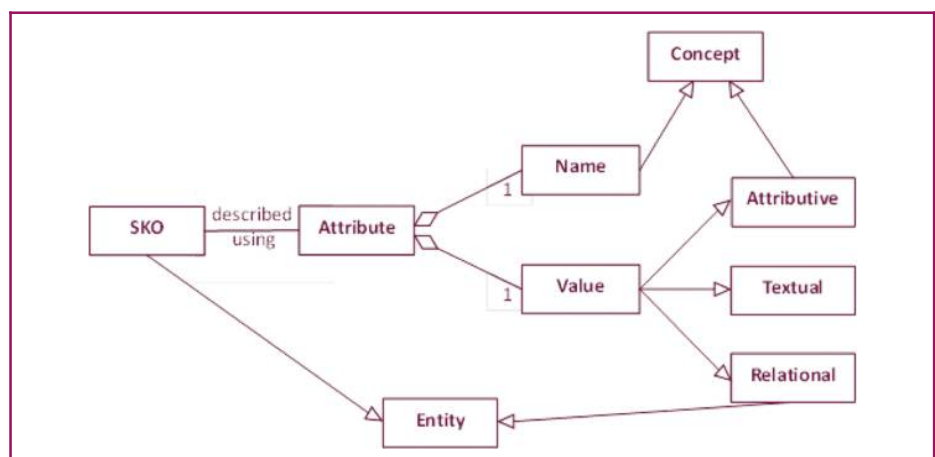 Concept
Name
1
Attributive
described
using
SKO
Attribute
Value
1
Textual
Relational
Entity